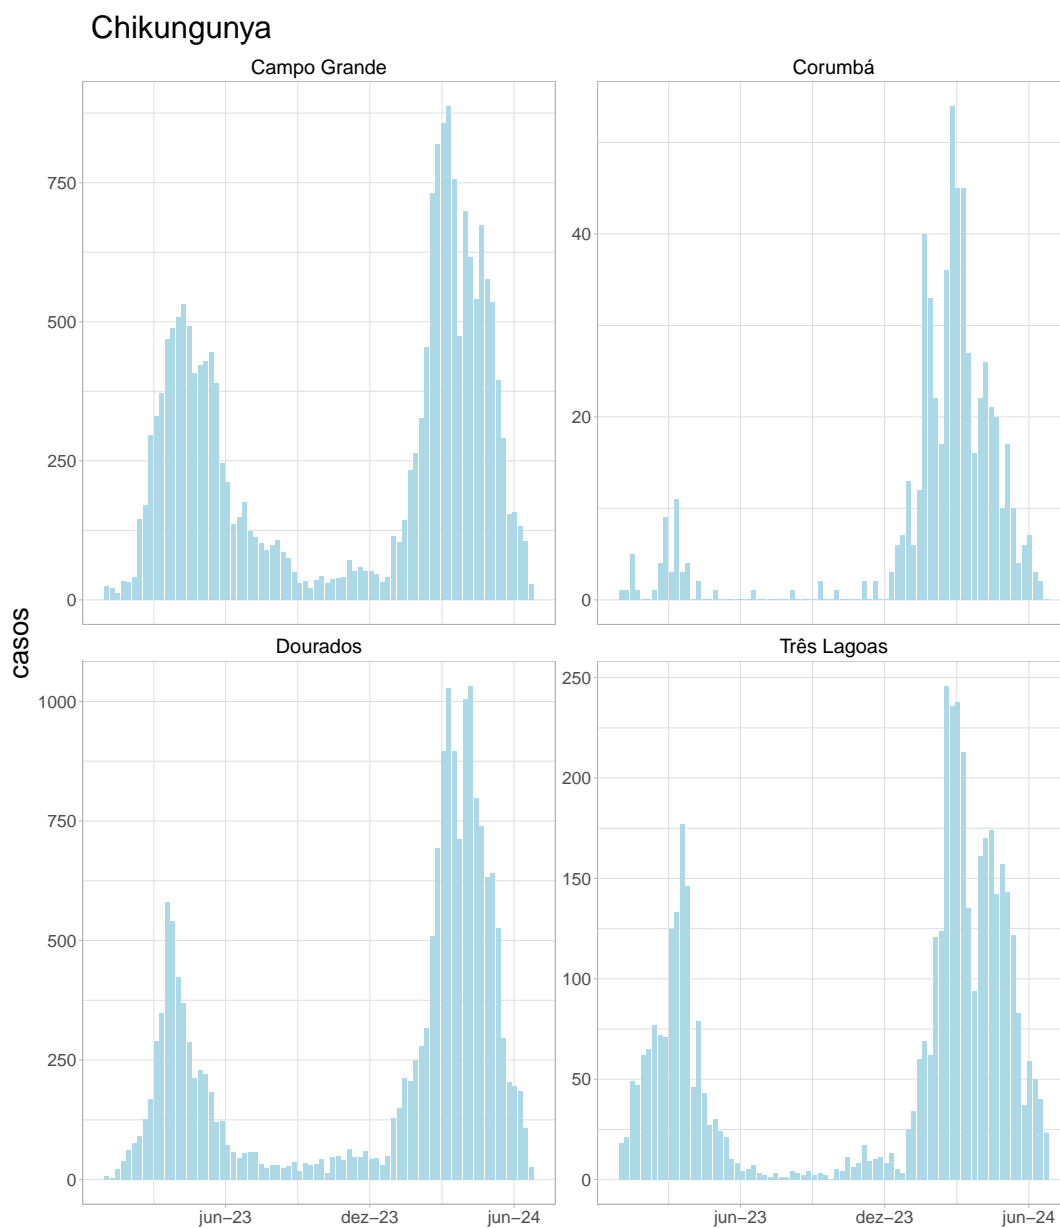 Chikungunya
Campo Grande
Corumbá
750
500
250
0
40
20
0
casos
Dourados
Três Lagoas
1000
750
500
250
0
250
200
150
100
50
0
jun–23
dez–23
jun–24
jun–23
dez–23
jun–24